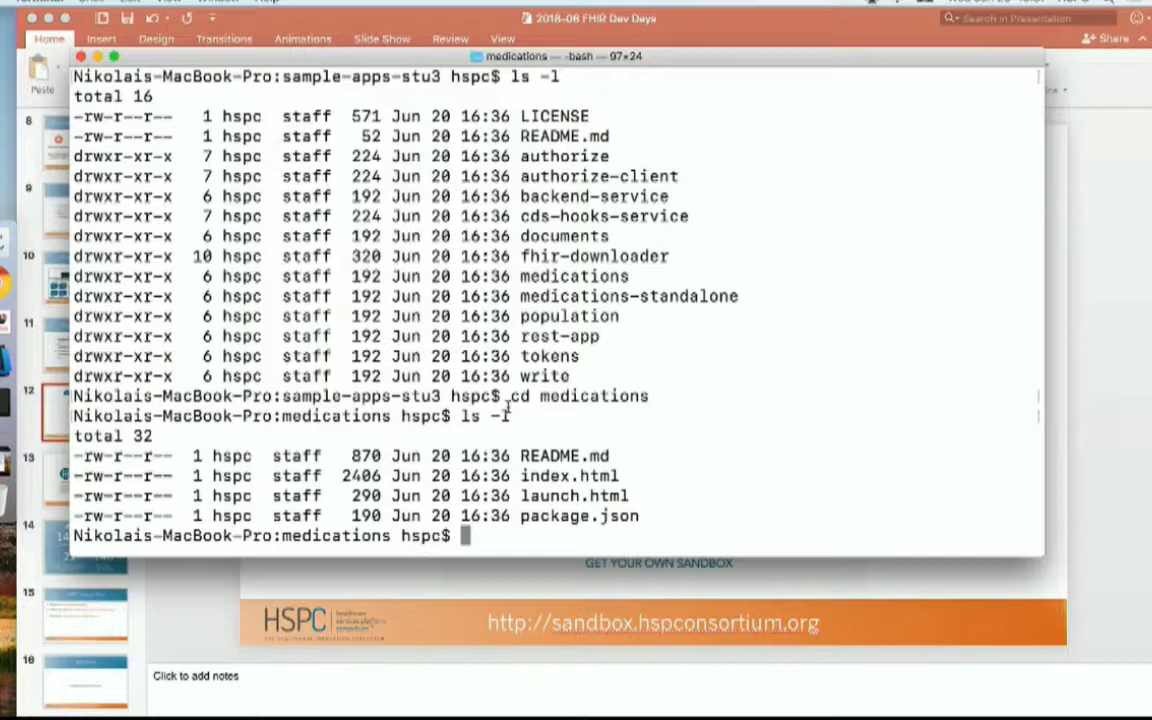 2018-06 FHIR Dev Days
Search in Presentation
Home Insert Design Transitions Animations Slide Show Review View
Share
Paste
medications — -bash — 97×24
Nikolais-MacBook-Pro:sample-apps-stu3 hspc$ ls -l
total 16
-rw-r--r-- 1 hspc staff 571 Jun 20 16:36 LICENSE
-rw-r--r-- 1 hspc staff 52 Jun 20 16:36 README.md
drwxr-xr-x 7 hspc staff 224 Jun 20 16:36 authorize
drwxr-xr-x 7 hspc staff 224 Jun 20 16:36 authorize-client
drwxr-xr-x 6 hspc staff 192 Jun 20 16:36 backend-service
drwxr-xr-x 7 hspc staff 224 Jun 20 16:36 cds-hooks-service
drwxr-xr-x 6 hspc staff 192 Jun 20 16:36 documents
drwxr-xr-x 10 hspc staff 320 Jun 20 16:36 fhir-downloader
drwxr-xr-x 6 hspc staff 192 Jun 20 16:36 medications
drwxr-xr-x 6 hspc staff 192 Jun 20 16:36 medications-standalone
drwxr-xr-x 6 hspc staff 192 Jun 20 16:36 population
drwxr-xr-x 6 hspc staff 192 Jun 20 16:36 rest-app
drwxr-xr-x 6 hspc staff 192 Jun 20 16:36 tokens
drwxr-xr-x 6 hspc staff 192 Jun 20 16:36 write
Nikolais-MacBook-Pro:sample-apps-stu3 hspc$ cd medications
Nikolais-MacBook-Pro:medications hspc$ ls -l
total 32
-rw-r--r-- 1 hspc staff 870 Jun 20 16:36 README.md
-rw-r--r-- 1 hspc staff 2406 Jun 20 16:36 index.html
-rw-r--r-- 1 hspc staff 290 Jun 20 16:36 launch.html
-rw-r--r-- 1 hspc staff 190 Jun 20 16:36 package.json
Nikolais-MacBook-Pro:medications hspc$
8
9
10
11
12
13
14
15
16
GET YOUR OWN SANDBOX
HSPC
http://sandbox.hspconsortium.org
Click to add notes